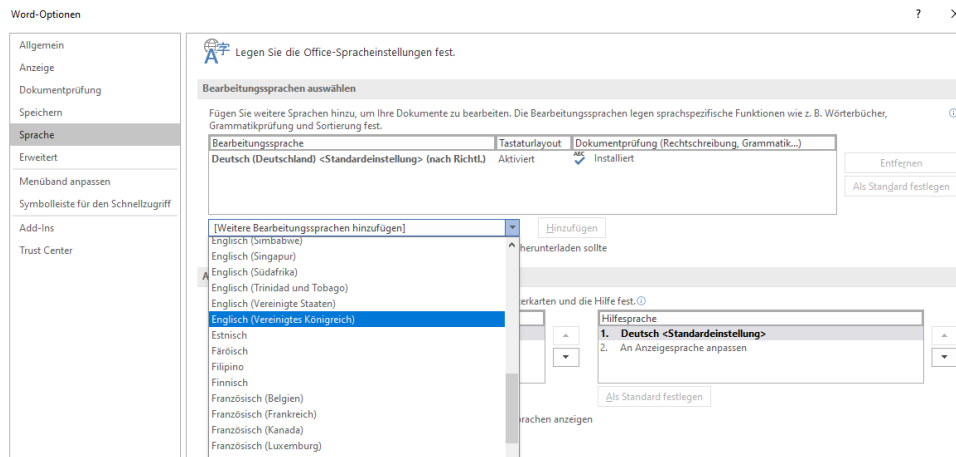 Word-Optionen
?
Allgemein
Anzeige
Dokumentprüfung
Speichern
Sprache
Erweitert
Menüband anpassen
Symbolleiste für den Schnellzugriff
Add-Ins
Trust Center
Legen Sie die Office-Spracheinstellungen fest.
Bearbeitungssprachen auswählen
Fügen Sie weitere Sprachen hinzu, um Ihre Dokumente zu bearbeiten. Die Bearbeitungssprachen legen sprachspezifische Funktionen wie z. B. Wörterbücher,
Grammatikprüfung und Sortierung fest.
Bearbeitungssprache Tastaturlayout Dokumentprüfung (Rechtschreibung, Grammatik...)
Deutsch (Deutschland) <Standardeinstellung> (nach Richtl.) Aktiviert ABC Installiert
Entfernen
Als Standard festlegen
[Weitere Bearbeitungssprachen hinzufügen] Hinzufügen
Englisch (Simbabwe)
herunterladen sollte
Englisch (Singapur)
Englisch (Südafrika)
A
Englisch (Trinidad und Tobago)
Englisch (Vereinigte Staaten)
terkarten und die Hilfe fest.
Englisch (Vereinigtes Königreich)
Estnisch
Färöisch
Filipino
Finnisch
Französisch (Belgien)
Französisch (Frankreich)
Französisch (Kanada)
Französisch (Luxemburg)
Hilfesprache
1. Deutsch <Standardeinstellung>
2. An Anzeigesprache anpassen
Als Standard festlegen
rachen anzeigen